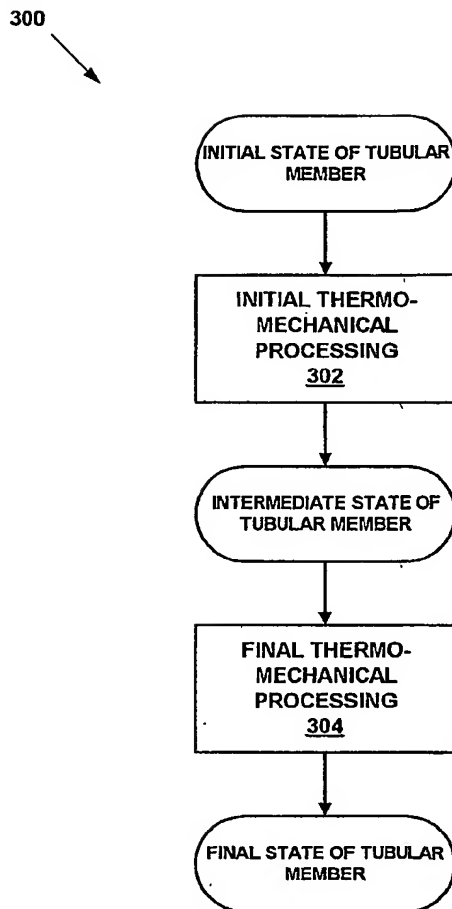 300
INITIAL STATE OF TUBULAR
MEMBER
INITIAL THERMO-
MECHANICAL
PROCESSING
302
INTERMEDIATE STATE OF
TUBULAR MEMBER
FINAL THERMO-
MECHANICAL
PROCESSING
304
FINAL STATE OF TUBULAR
MEMBER